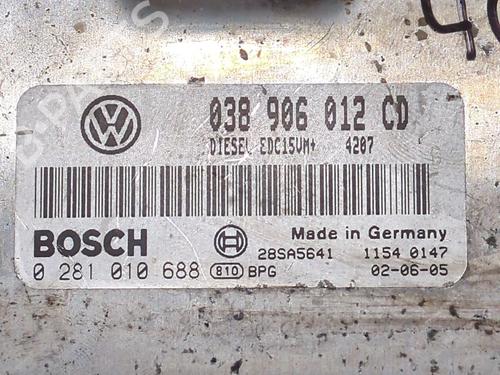 038 906 012 CD
DIESEL EDC15VM+ 4207
BOSCH
Made in Germany
28SA5641 1154 0147
0 281 010 688 810 BPG 02-06-05